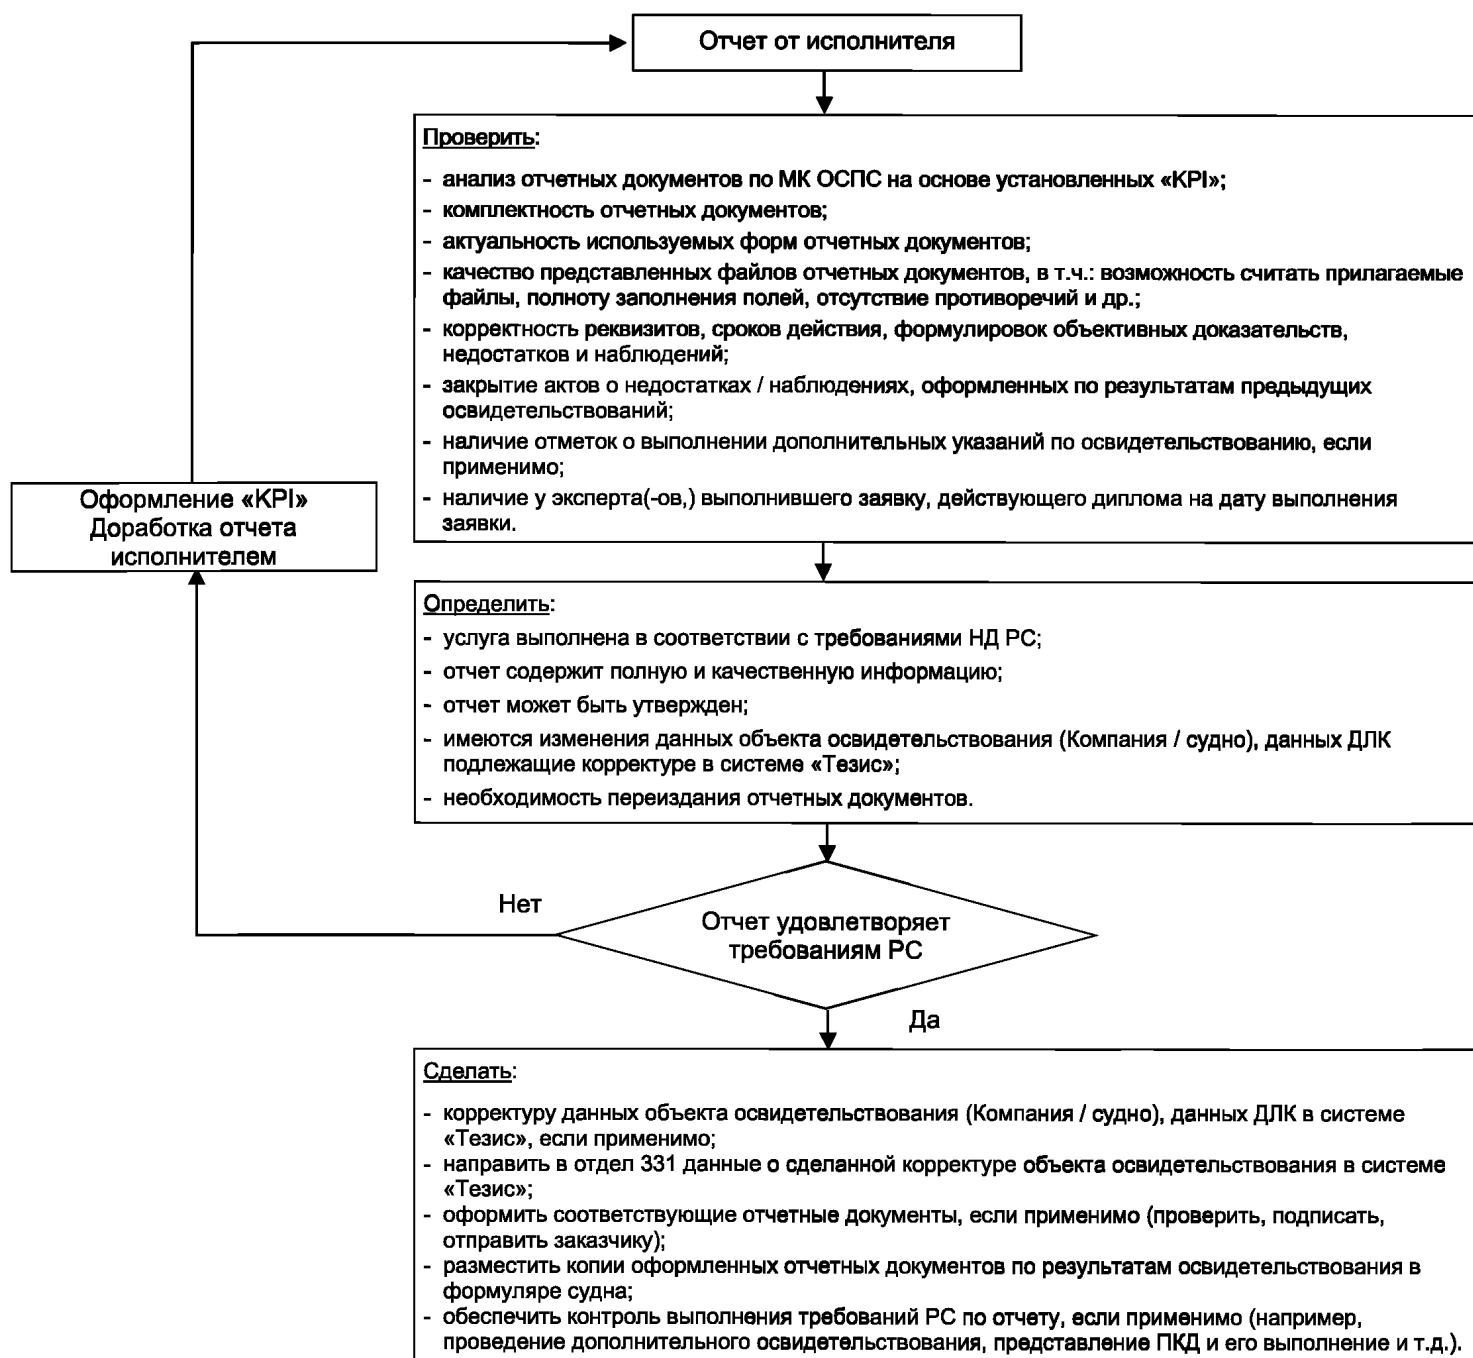 Отчет от исполнителя
Проверить:
- анализ отчетных документов по МК ОСПС на основе установленных «KPI»;
- комплектность отчетных документов;
- актуальность используемых форм отчетных документов;
- качество представленных файлов отчетных документов, в т.ч.: возможность считать прилагаемые
файлы, полноту заполнения полей, отсутствие противоречий и др.;
- корректность реквизитов, сроков действия, формулировок объективных доказательств,
недостатков и наблюдений;
- закрытие актов о недостатках / наблюдениях, оформленных по результатам предыдущих
освидетельствований;
- наличие отметок о выполнении дополнительных указаний по освидетельствованию, если
применимо;
- наличие у эксперта(-ов,) выполнившего заявку, действующего диплома на дату выполнения
заявки.
Оформление «KPI»
Доработка отчета
исполнителем
Определить:
- услуга выполнена в соответствии с требованиями НД РС;
- отчет содержит полную и качественную информацию;
- отчет может быть утвержден;
- имеются изменения данных объекта освидетельствования (Компания / судно), данных ДЛК
подлежащие корректуре в системе «Тезис»;
- необходимость переиздания отчетных документов.
Нет
Отчет удовлетворяет
требованиям РС
Да
Сделать:
- корректуру данных объекта освидетельствования (Компания / судно), данных ДЛК в системе
«Тезис», если применимо;
- направить в отдел 331 данные о сделанной корректуре объекта освидетельствования в системе
«Тезис»;
- оформить соответствующие отчетные документы, если применимо (проверить, подписать,
отправить заказчику);
- разместить копии оформленных отчетных документов по результатам освидетельствования в
формуляре судна;
- обеспечить контроль выполнения требований РС по отчету, если применимо (например,
проведение дополнительного освидетельствования, представление ПКД и его выполнение и т.д.).